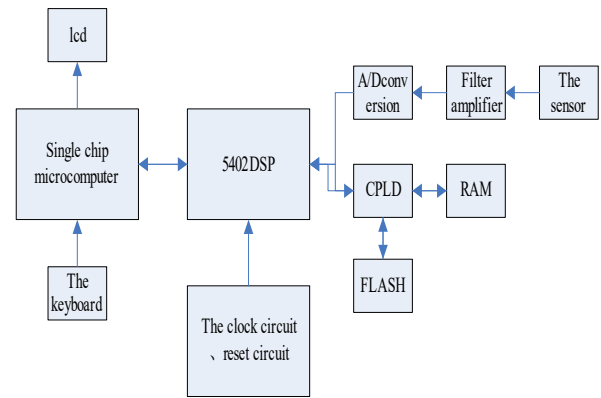 lcd
A/Dconv
ersion
Filter
amplifier
The
sensor
Single chip
microcomputer
5402DSP
CPLD
RAM
The
keyboard
FLASH
The clock circuit
、reset circuit